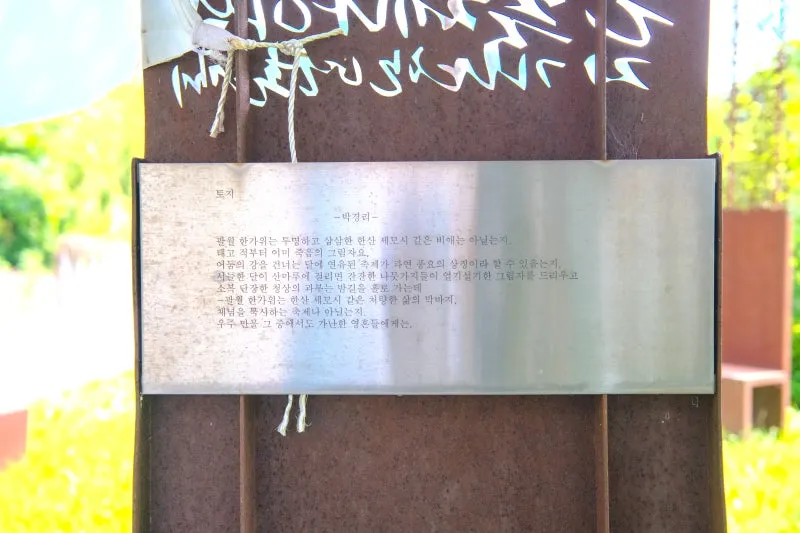 토지
-박경리-
팔월 한가위는 투명하고 삽삽한 한산 세모시 같은 비애는 아닐는지.
태고 적부터 이미 죽음의 그림자요,
어둠의 강을 건너는 달에 연유된 축제가 과연 풍요의 상징이라 할 수 있을는지.
서늘한 달이 산마루에 걸리면 잔잔한 나뭇가지들이 얼기설기한 그림자를 드리우고
소복 단장한 청상의 과부는 밤길을 홀로 가는데
-팔월 한가위는 한산 세모시 같은 처량한 삶의 막바지.
체념을 묵시하는 축제나 아닐는지.
우주 만물 그 중에서도 가난한 영혼들에게는.